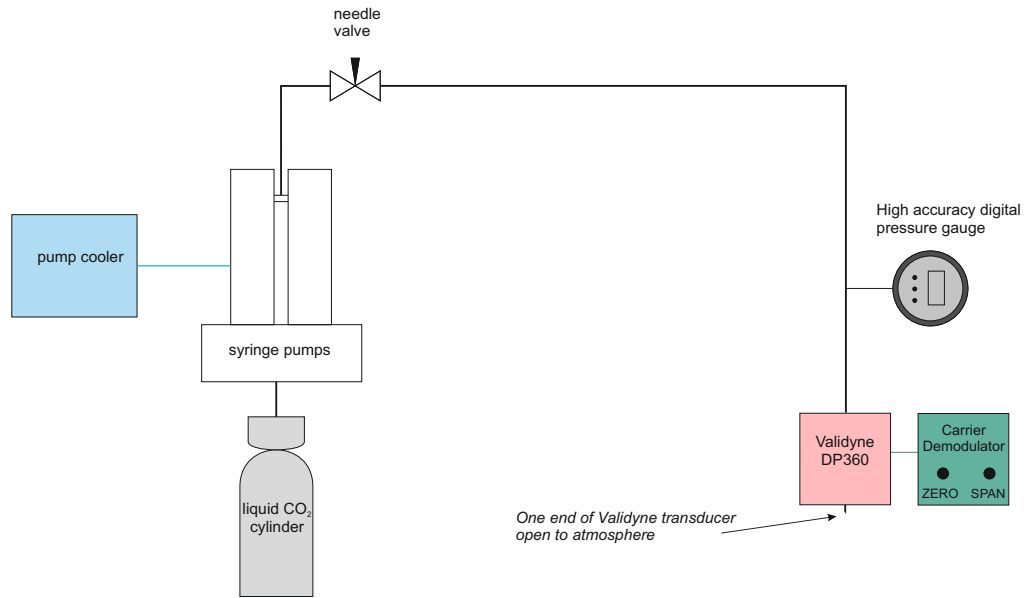 needle
valve
High accuracy digital
pressure gauge
pump cooler
syringe pumps
Validyne
DP360
Carrier
Demodulator
ZERO SPAN
liquid CO₂
cylinder
One end of Validyne transducer
open to atmosphere